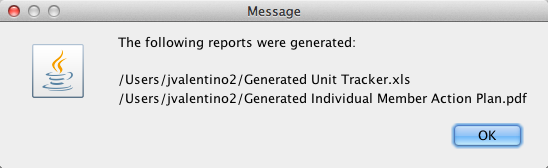 Message
The following reports were generated:
/Users/jvalentino2/Generated Unit Tracker.xls
/Users/jvalentino2/Generated Individual Member Action Plan.pdf
OK